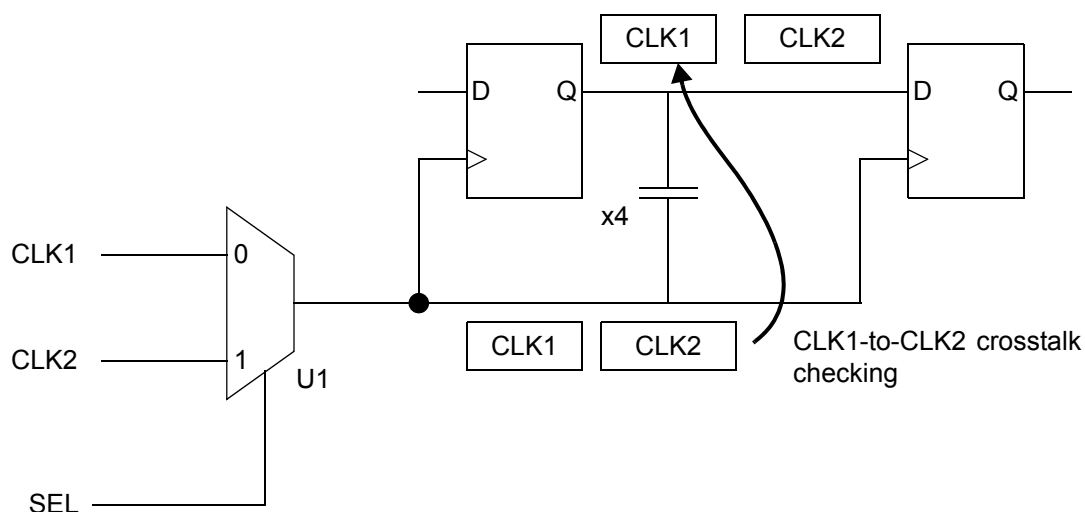 CLK1
CLK2
D
Q
D
Q
x4
CLK1
0
CLK1
CLK2
CLK1-to-CLK2 crosstalk
checking
CLK2
1
U1
SEL